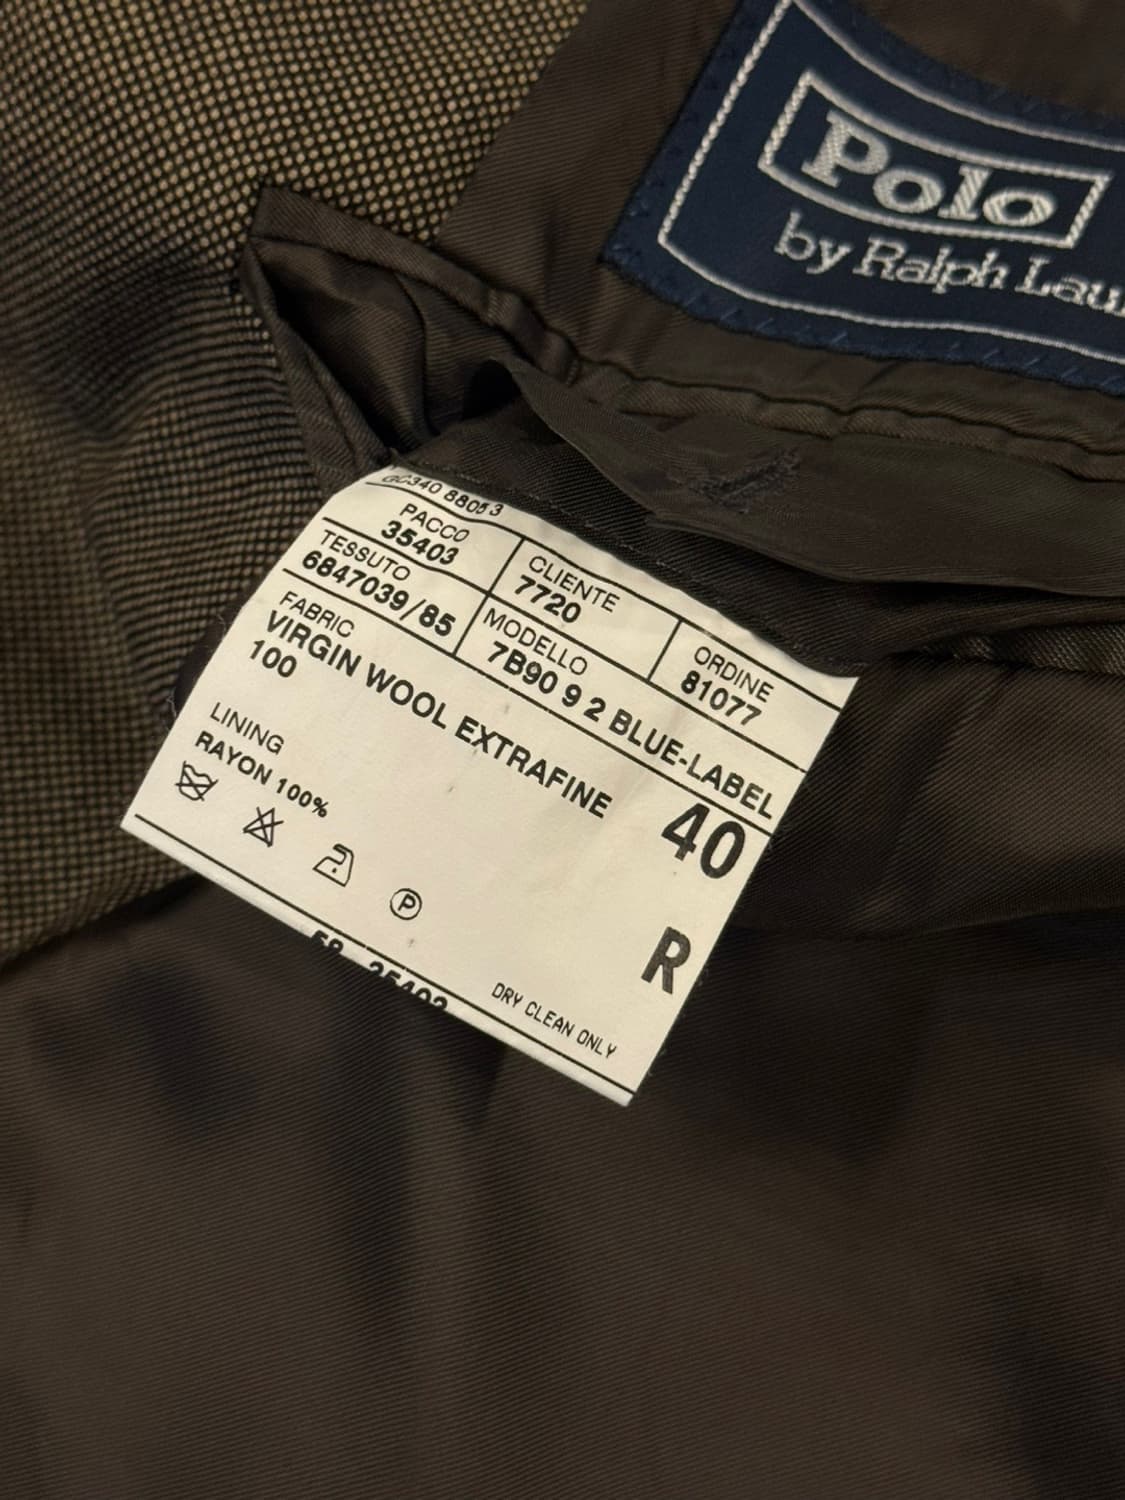 Polo
by Ralph Lau
GC340 88053
PACCO
35403
CLIENTE
7720
ORDINE
81077
TESSUTO
6847039/85
MODELLO
7B90 9 2 BLUE-LABEL
FABRIC
VIRGIN WOOL EXTRAFINE
100
40
R
LINING
RAYON 100%
P
DRY CLEAN ONLY